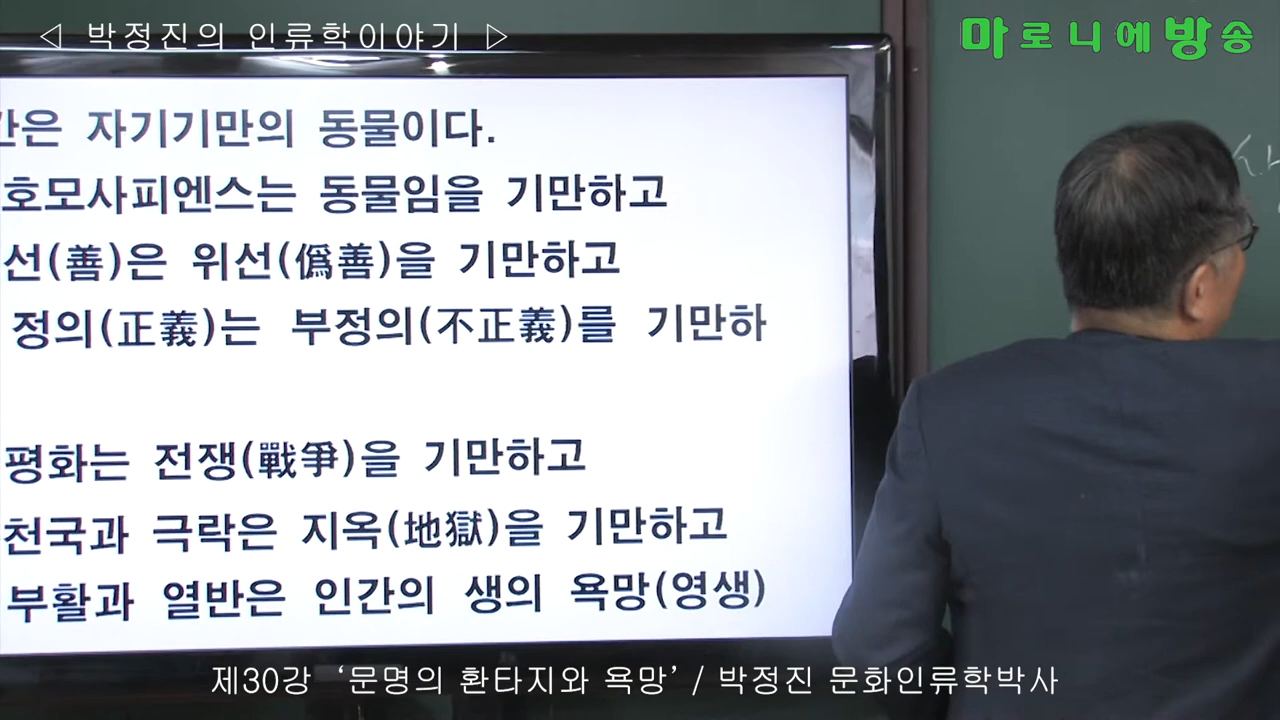 ◁ 박정진의 인류학이야기 ▷
마로니에방송
간은 자기기만의 동물이다.
호모사피엔스는 동물임을 기만하고
선(善)은 위선(僞善)을 기만하고
정의(正義)는 부정의(不正義)를 기만하
평화는 전쟁(戰爭)을 기만하고
천국과 극락은 지옥(地獄)을 기만하고
부활과 열반은 인간의 생의 욕망(영생)
제30강 ‘문명의 환타지와 욕망’ / 박정진 문화인류학박사